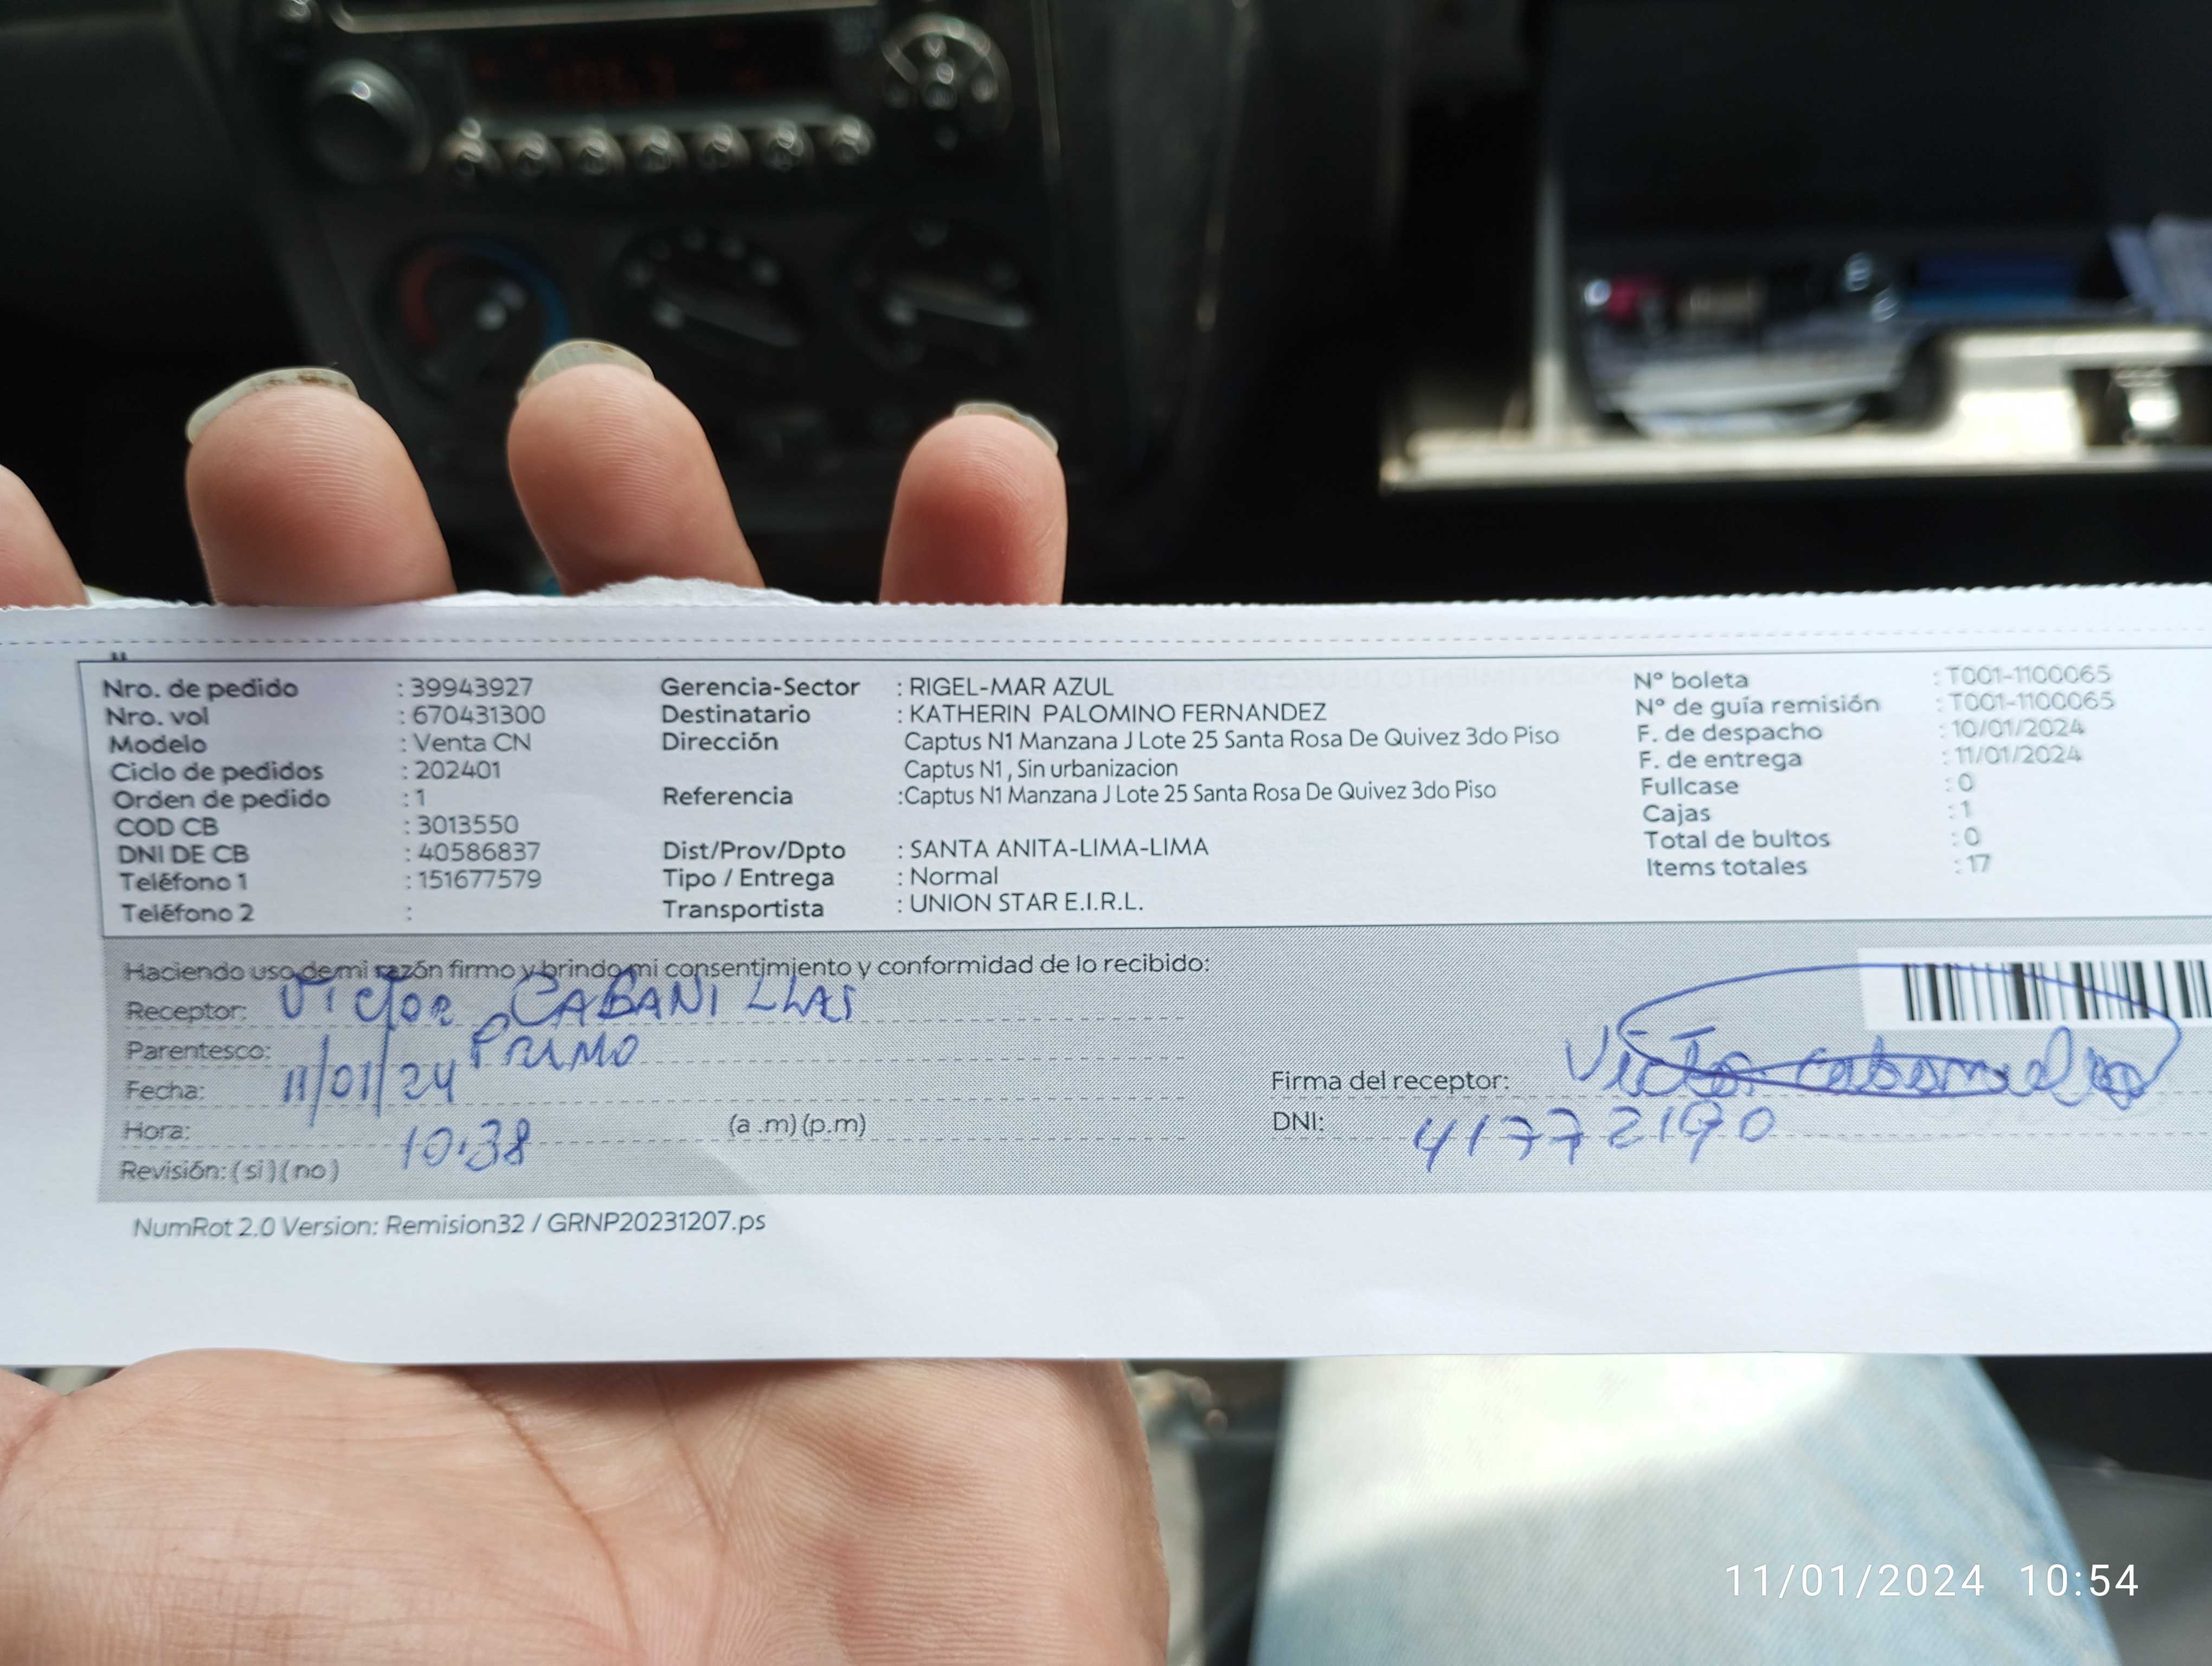 Nro. de pedido : 39943927 Gerencia-Sector : RIGEL-MAR AZUL N° boleta : T001-1100065
Nro. vol : 670431300 Destinatario : KATHERIN PALOMINO FERNANDEZ N° de guía remisión : T001-1100065
Modelo : Venta CN Dirección Captus N1 Manzana J Lote 25 Santa Rosa De Quivez 3do Piso F. de despacho : 10/01/2024
Ciclo de pedidos : 202401 Captus N1 , Sin urbanizacion F. de entrega : 11/01/2024
Orden de pedido : 1 Referencia :Captus N1 Manzana J Lote 25 Santa Rosa De Quivez 3do Piso Fullcase : 0
COD CB : 3013550 Cajas : 1
DNI DE CB : 40586837 Dist/Prov/Dpto : SANTA ANITA-LIMA-LIMA Total de bultos : 0
Teléfono 1 : 151677579 Tipo / Entrega : Normal Items totales : 17
Teléfono 2 : Transportista : UNION STAR E.I.R.L.
Haciendo uso de mi razón firmo y brindo mi consentimiento y conformidad de lo recibido:
Receptor: Victor CABANILLAS
Parentesco: PRIMO
Fecha: 11/01/24
Firma del receptor: Victor
Hora: 10:38 (a .m) (p.m) DNI: 41772190
Revisión: ( si ) ( no )
NumRot 2.0 Version: Remision32 / GRNP20231207.ps
11/01/2024 10:54